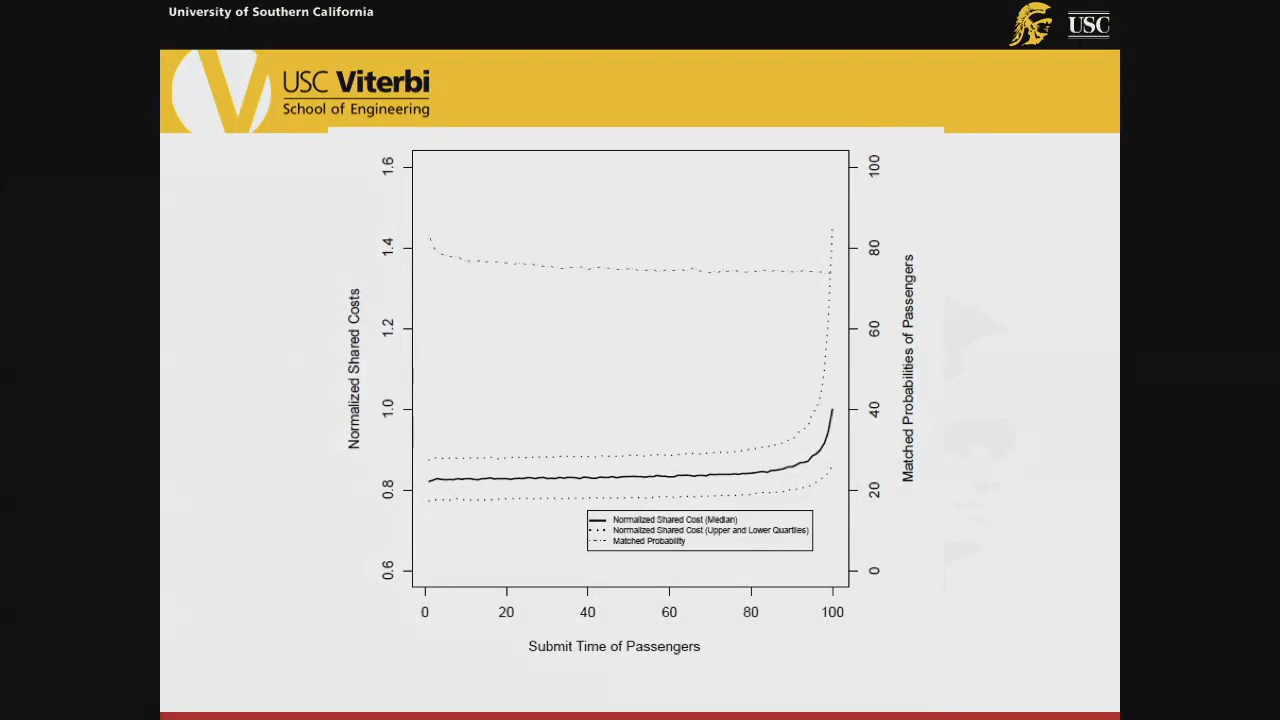 University of Southern California
USC
USC Viterbi
School of Engineering
1.6
1.4
1.2
1.0
0.8
0.6
Normalized Shared Costs
100
80
60
40
20
0
Matched Probabilities of Passengers
Normalized Shared Cost (Median)
Normalized Shared Cost (Upper and Lower Quartiles)
Matched Probability
0 20 40 60 80 100
Submit Time of Passengers